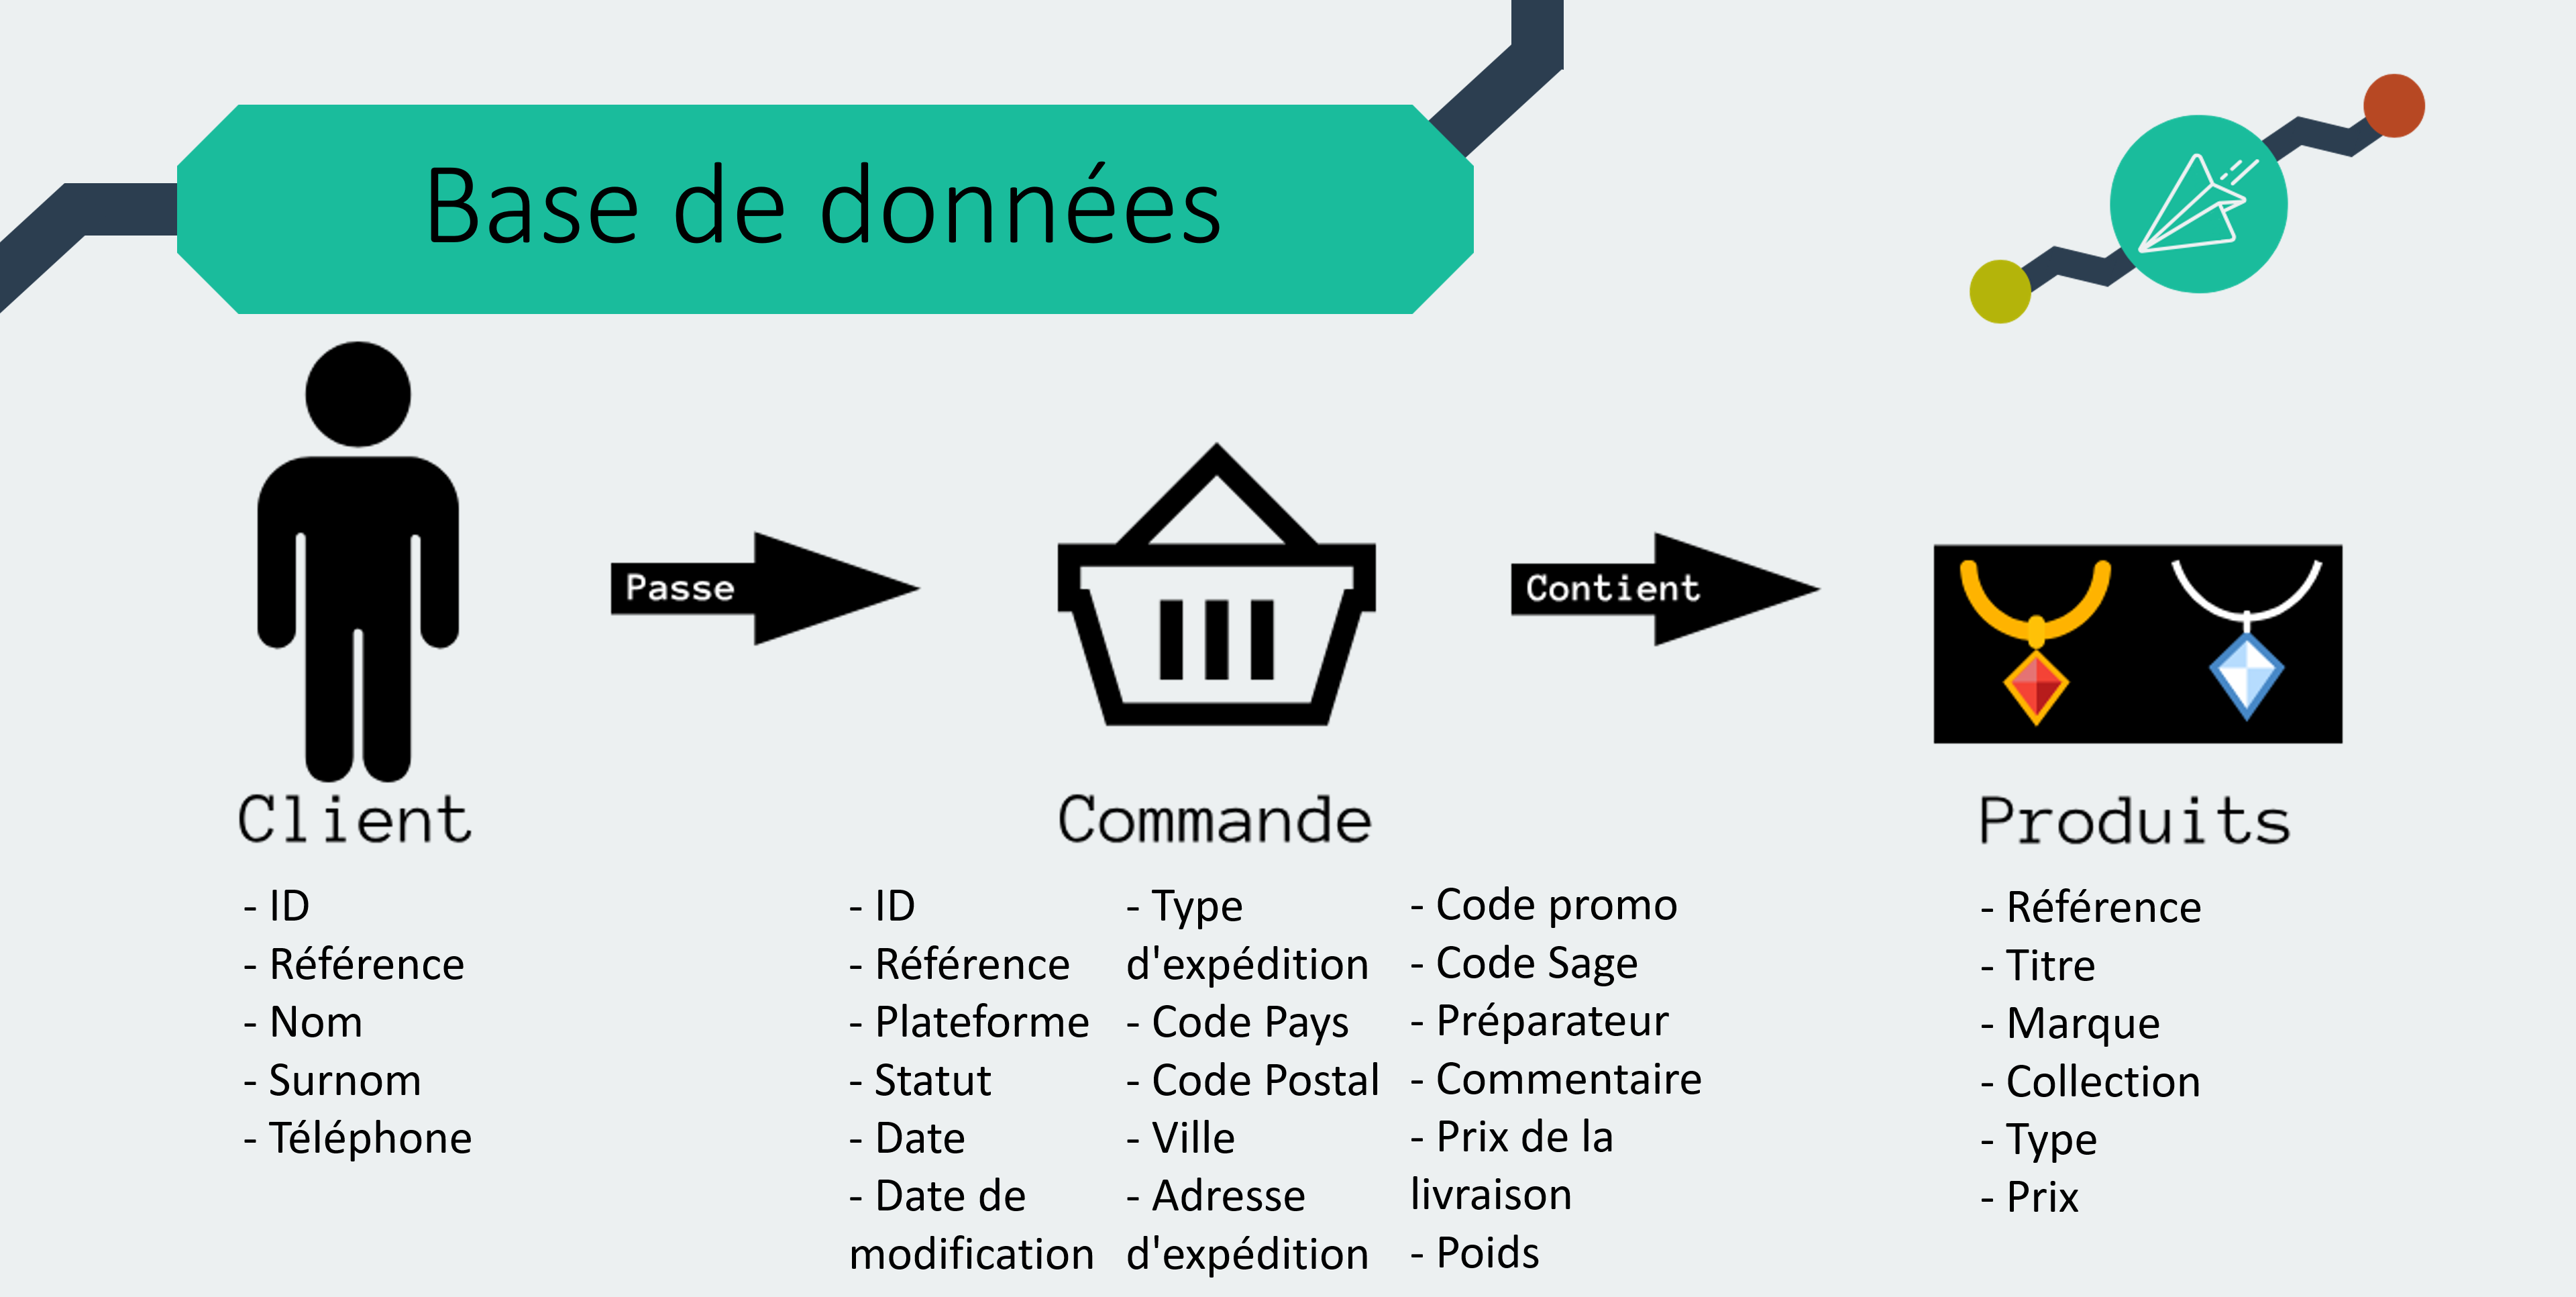 Base de données
Passe
Contient
Client
Commande
Produits
- ID
- Référence
- Nom
- Surnom
- Téléphone
- ID
- Référence
- Plateforme
- Statut
- Date
- Date de
modification
- Type
d'expédition
- Code Pays
- Code Postal
- Ville
- Adresse
d'expédition
- Code promo
- Code Sage
- Préparateur
- Commentaire
- Prix de la
livraison
- Poids
- Référence
- Titre
- Marque
- Collection
- Type
- Prix